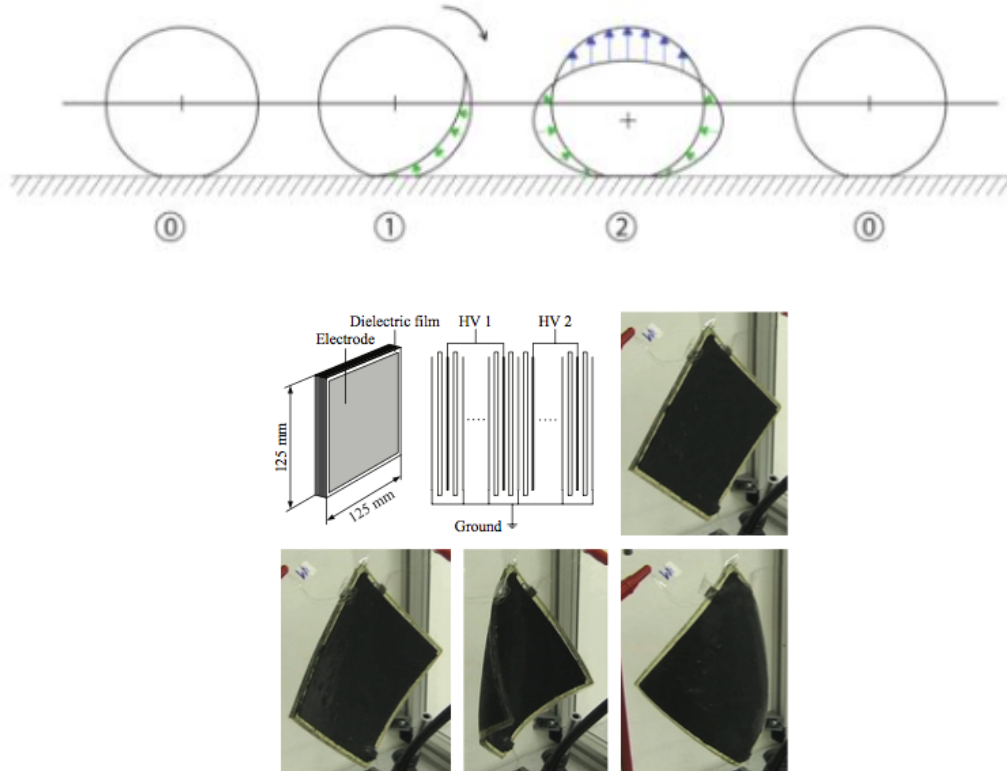 ⓪ ① ② ⓪
Dielectric film
Electrode
HV 1 HV 2
125 mm
125 mm
Ground